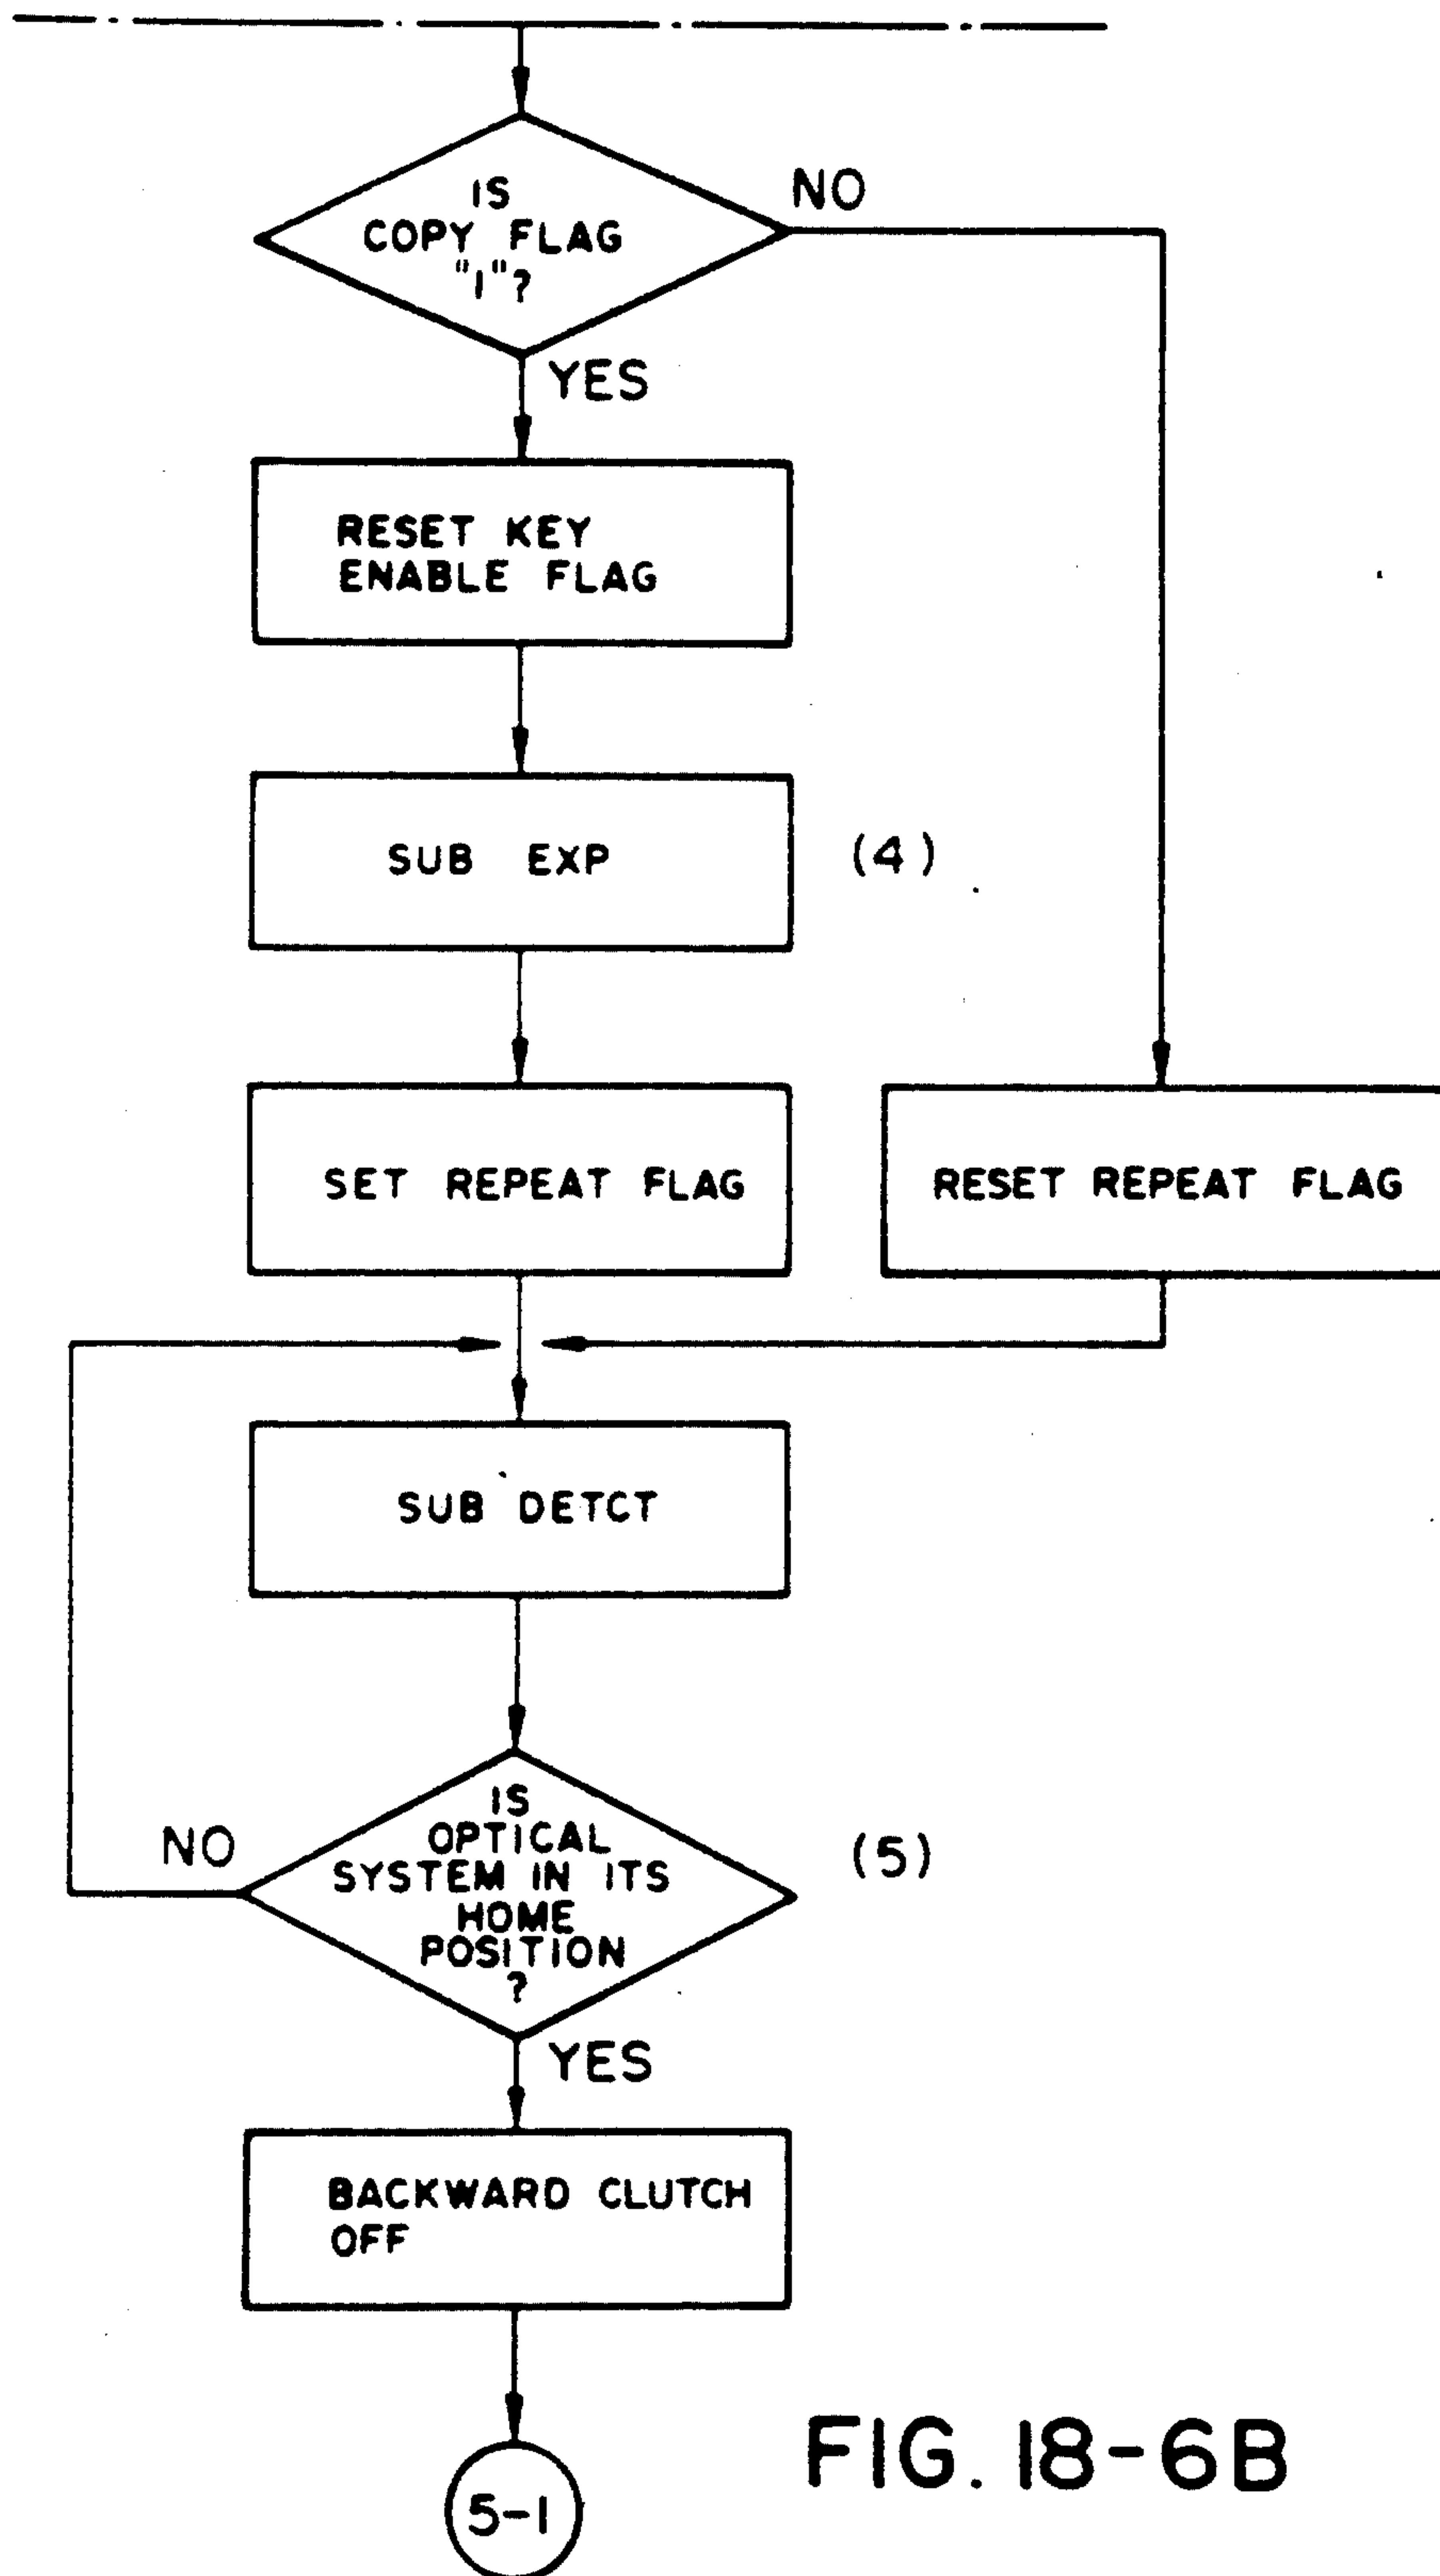 IS
COPY FLAG
"1"?
NO
YES
RESET KEY
ENABLE FLAG
SUB EXP
(4)
SET REPEAT FLAG
RESET REPEAT FLAG
SUB DETCT
IS
OPTICAL
SYSTEM IN ITS
HOME
POSITION
?
NO
(5)
YES
BACKWARD CLUTCH
OFF
5-1
FIG. 18-6B